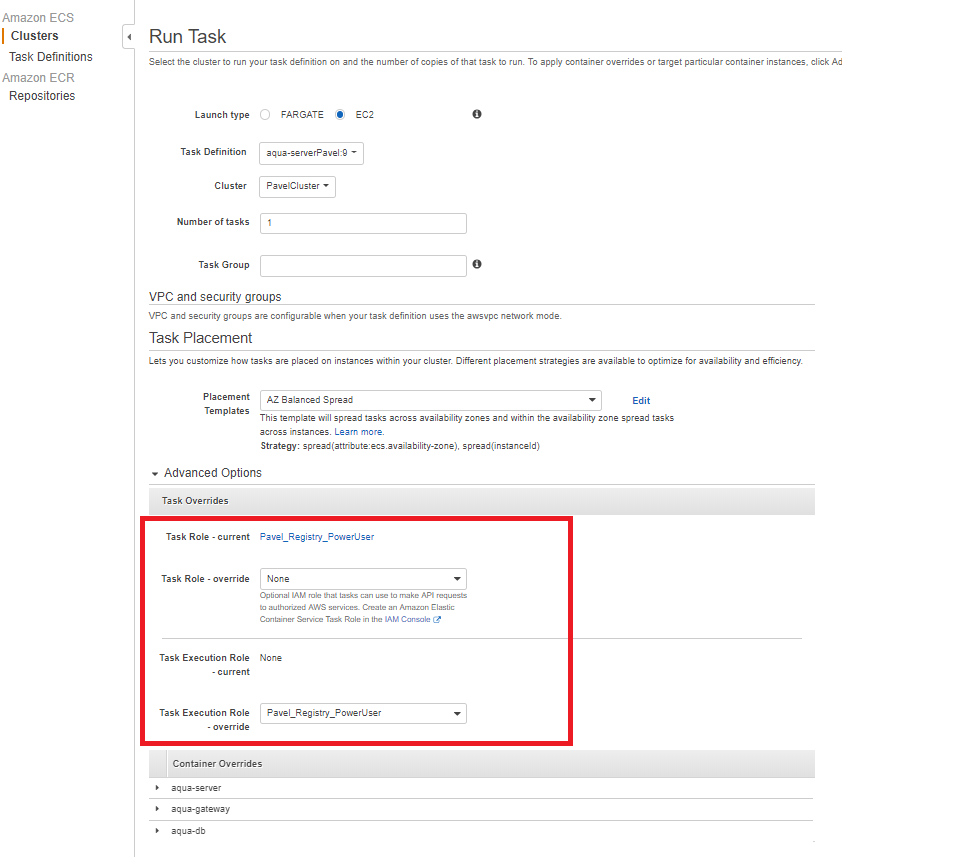 Amazon ECS
Clusters
Task Definitions
Amazon ECR
Repositories
Run Task
Select the cluster to run your task definition on and the number of copies of that task to run. To apply container overrides or target particular container instances, click Ad
Launch type FARGATE EC2
Task Definition aqua-serverPavel:9
Cluster PavelCluster
Number of tasks 1
Task Group
VPC and security groups
VPC and security groups are configurable when your task definition uses the awsvpc network mode.
Task Placement
Lets you customize how tasks are placed on instances within your cluster. Different placement strategies are available to optimize for availability and efficiency.
Placement
Templates
AZ Balanced Spread Edit
This template will spread tasks across availability zones and within the availability zone spread tasks
across instances. Learn more.
Strategy: spread(attribute:ecs.availability-zone), spread(instanceId)
Advanced Options
Task Overrides
Task Role - current Pavel_Registry_PowerUser
Task Role - override None
Optional IAM role that tasks can use to make API requests
to authorized AWS services. Create an Amazon Elastic
Container Service Task Role in the IAM Console
Task Execution Role None
- current
Task Execution Role Pavel_Registry_PowerUser
- override
Container Overrides
aqua-server
aqua-gateway
aqua-db